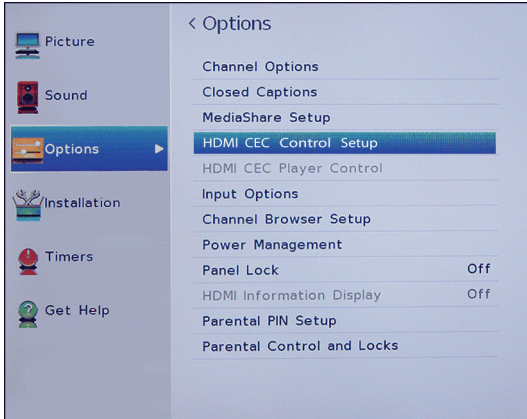 Picture
Sound
Options
Installation
Timers
Get Help
< Options
Channel Options
Closed Captions
MediaShare Setup
HDMI CEC Control Setup
HDMI CEC Player Control
Input Options
Channel Browser Setup
Power Management
Panel Lock Off
HDMI Information Display Off
Parental PIN Setup
Parental Control and Locks